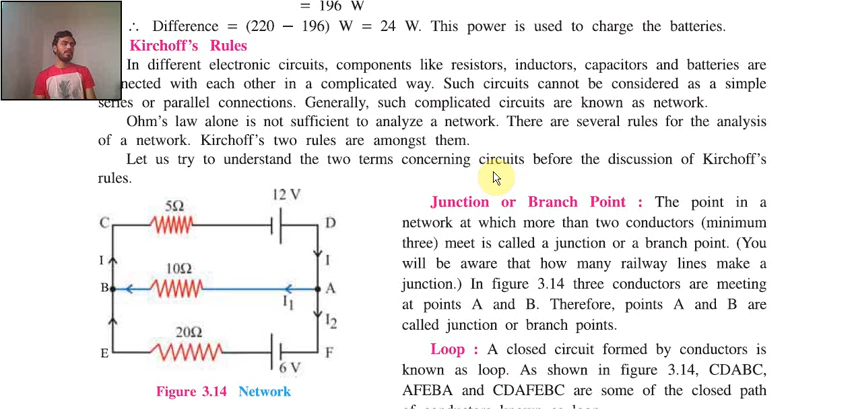 = 196 W
∴ Difference = (220 − 196) W = 24 W. This power is used to charge the batteries.
Kirchoff's Rules
In different electronic circuits, components like resistors, inductors, capacitors and batteries are
nected with each other in a complicated way. Such circuits cannot be considered as a simple
series or parallel connections. Generally, such complicated circuits are known as network.
Ohm's law alone is not sufficient to analyze a network. There are several rules for the analysis
of a network. Kirchoff's two rules are amongst them.
Let us try to understand the two terms concerning circuits before the discussion of Kirchoff's
rules.
5Ω
12 V
C
D
I
I
10Ω
B
A
I1
I2
20Ω
E
F
6 V
Figure 3.14 Network
Junction or Branch Point : The point in a
network at which more than two conductors (minimum
three) meet is called a junction or a branch point. (You
will be aware that how many railway lines make a
junction.) In figure 3.14 three conductors are meeting
at points A and B. Therefore, points A and B are
called junction or branch points.
Loop : A closed circuit formed by conductors is
known as loop. As shown in figure 3.14, CDABC,
AFEBA and CDAFEBC are some of the closed path